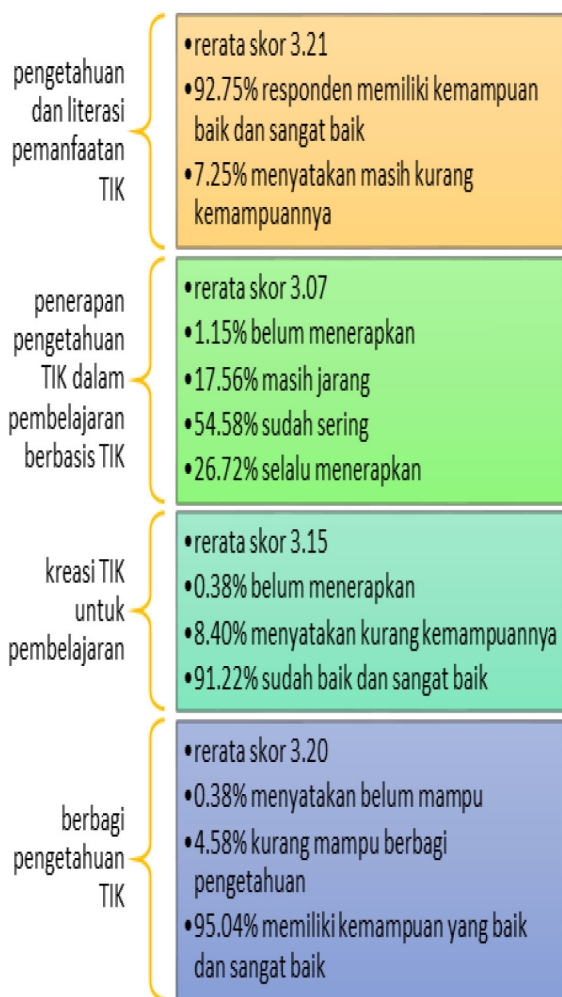 pengetahuan
dan literasi
pemanfaatan
TIK
•rerata skor 3.21
•92.75% responden memiliki kemampuan
baik dan sangat baik
•7.25% menyatakan masih kurang
kemampuannya
penerapan
pengetahuan
TIK dalam
pembelajaran
berbasis TIK
•rerata skor 3.07
•1.15% belum menerapkan
•17.56% masih jarang
•54.58% sudah sering
•26.72% selalu menerapkan
kreasi TIK
untuk
pembelajaran
•rerata skor 3.15
•0.38% belum menerapkan
•8.40% menyatakan kurang kemampuannya
•91.22% sudah baik dan sangat baik
berbagi
pengetahuan
TIK
•rerata skor 3.20
•0.38% menyatakan belum mampu
•4.58% kurang mampu berbagi
pengetahuan
•95.04% memiliki kemampuan yang baik
dan sangat baik